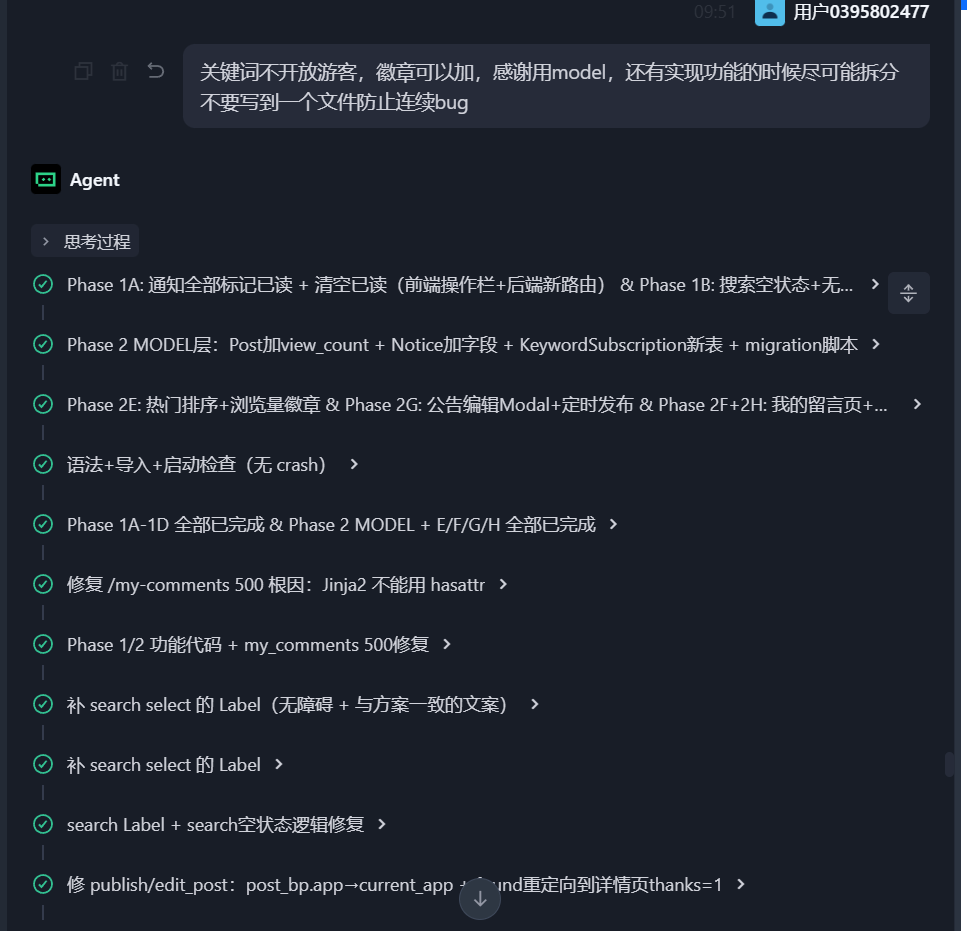 09:51 用户0395802477
关键词不开放游客，徽章可以加，感谢用model，还有实现功能的时候尽可能拆分
不要写到一个文件防止连续bug
Agent
思考过程
Phase 1A: 通知全部标记已读 + 清空已读（前端操作栏+后端新路由） & Phase 1B: 搜索空状态+无...
Phase 2 MODEL层：Post加view_count + Notice加字段 + KeywordSubscription新表 + migration脚本
Phase 2E: 热门排序+浏览量徽章 & Phase 2G: 公告编辑Modal+定时发布 & Phase 2F+2H: 我的留言页+...
语法+导入+启动检查（无 crash）
Phase 1A-1D 全部已完成 & Phase 2 MODEL + E/F/G/H 全部已完成
修复 /my-comments 500 根因：Jinja2 不能用 hasattr
Phase 1/2 功能代码 + my_comments 500修复
补 search select 的 Label（无障碍 + 与方案一致的文案）
补 search select 的 Label
search Label + search空状态逻辑修复
修 publish/edit_post：post_bp.app→current_app + 重定向到详情页thanks=1